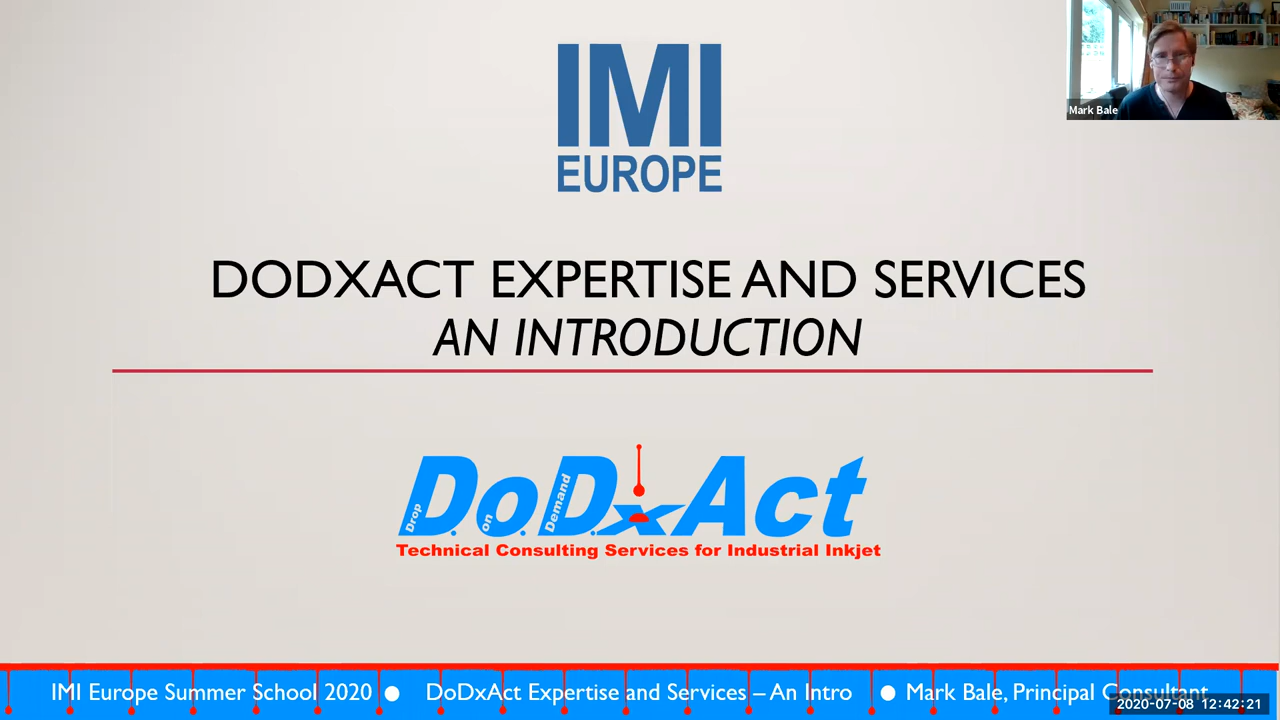 IMI
EUROPE
Mark Bale
DODXACT EXPERTISE AND SERVICES
AN INTRODUCTION
D.o.D.xAct
Drop
on
Demand
Technical Consulting Services for Industrial Inkjet
IMI Europe Summer School 2020 ● DoDxAct Expertise and Services – An Intro ● Mark Bale, Principal Consultant
2020-07-08 12:42:21